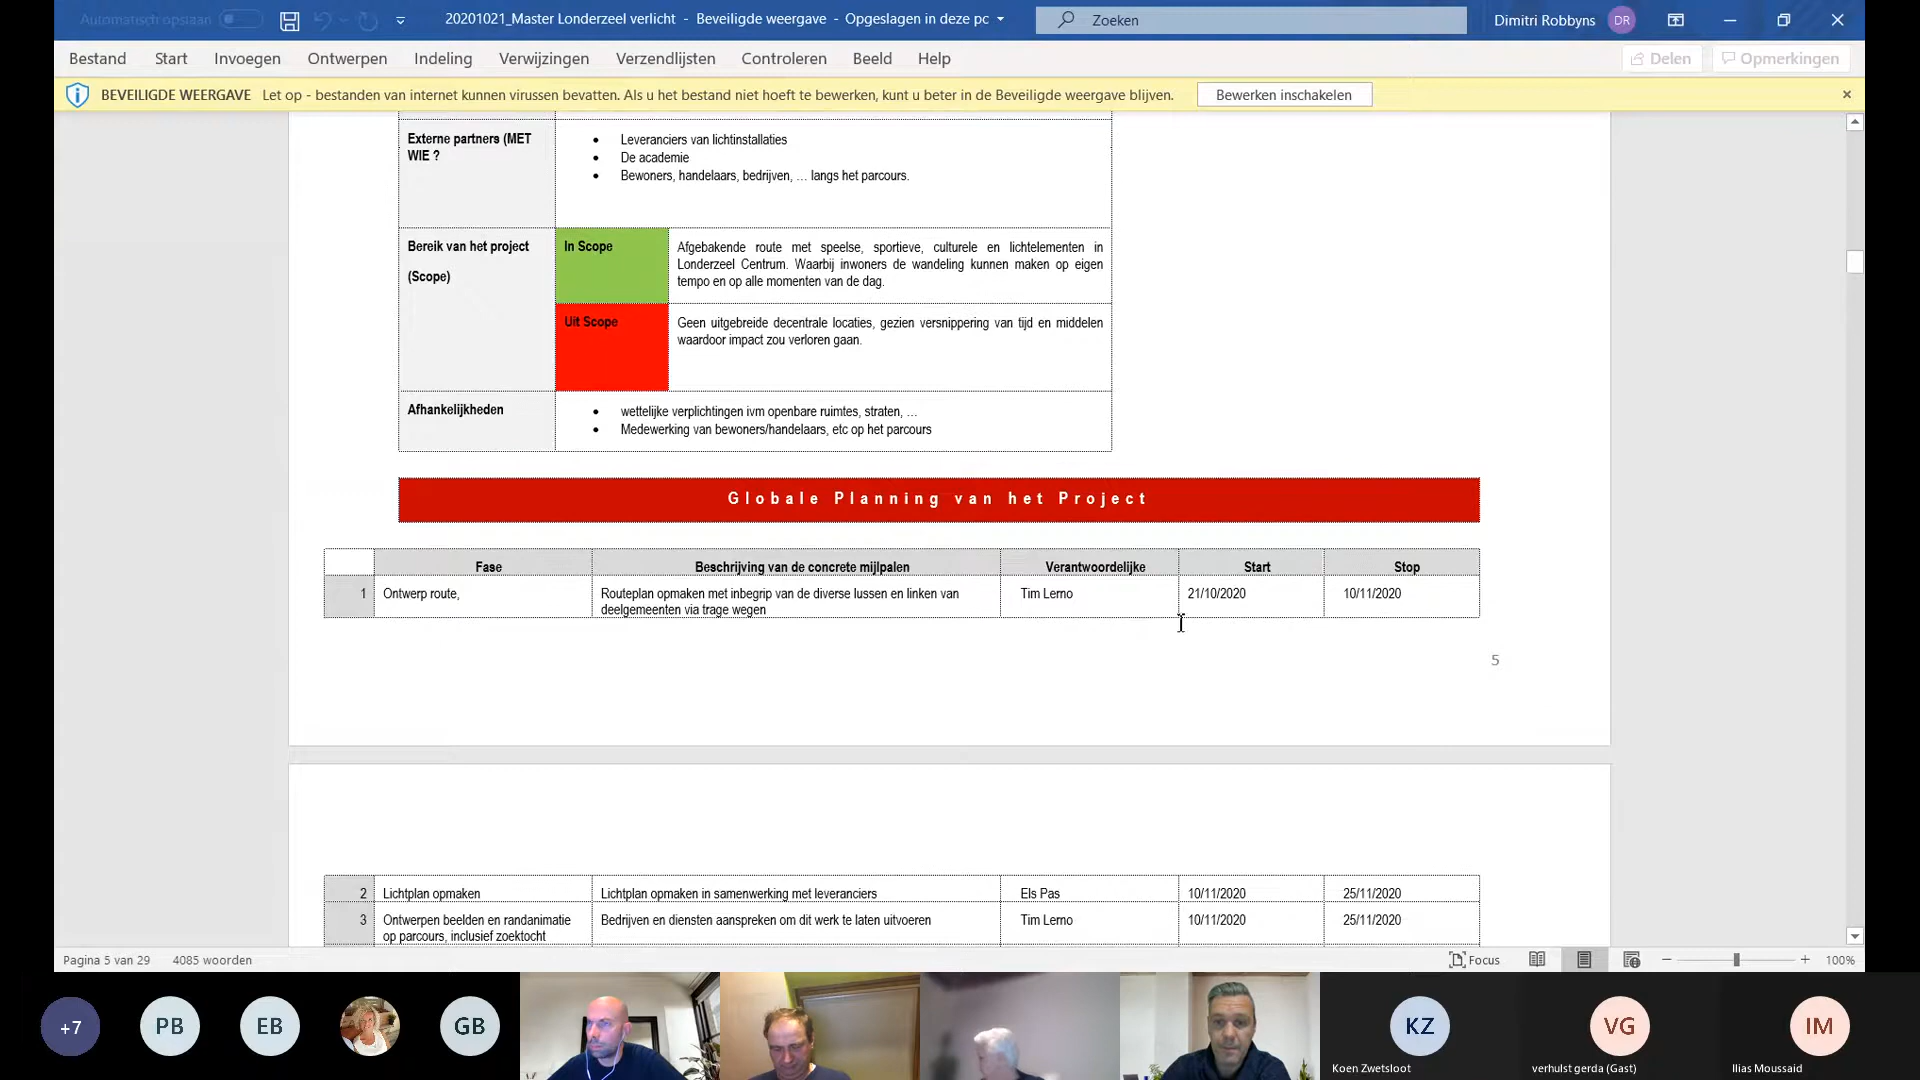 Automatisch opslaan
20201021_Master Londerzeel verlicht - Beveiligde weergave - Opgeslagen in deze pc
Zoeken
Dimitri Robbyns
DR
Bestand
Start
Invoegen
Ontwerpen
Indeling
Verwijzingen
Verzendlijsten
Controleren
Beeld
Help
Delen
Opmerkingen
BEVEILIGDE WEERGAVE Let op - bestanden van internet kunnen virussen bevatten. Als u het bestand niet hoeft te bewerken, kunt u beter in de Beveiligde weergave blijven.
Bewerken inschakelen
Externe partners (MET
WIE ?
• Leveranciers van lichtinstallaties
• De academie
• Bewoners, handelaars, bedrijven, … langs het parcours.
Bereik van het project
(Scope)
In Scope
Afgebakende route met speelse, sportieve, culturele en lichtelementen in
Londerzeel Centrum. Waarbij inwoners de wandeling kunnen maken op eigen
tempo en op alle momenten van de dag.
Uit Scope
Geen uitgebreide decentrale locaties, gezien versnippering van tijd en middelen
waardoor impact zou verloren gaan.
Afhankelijkheden
• wettelijke verplichtingen ivm openbare ruimtes, straten, …
• Medewerking van bewoners/handelaars, etc op het parcours
Globale Planning van het Project
Fase
Beschrijving van de concrete mijlpalen
Verantwoordelijke
Start
Stop
1
Ontwerp route,
Routeplan opmaken met inbegrip van de diverse lussen en linken van
deelgemeenten via trage wegen
Tim Lerno
21/10/2020
10/11/2020
5
2
Lichtplan opmaken
Lichtplan opmaken in samenwerking met leveranciers
Els Pas
10/11/2020
25/11/2020
3
Ontwerpen beelden en randanimatie
op parcours, inclusief zoektocht
Bedrijven en diensten aanspreken om dit werk te laten uitvoeren
Tim Lerno
10/11/2020
25/11/2020
Pagina 5 van 29
4085 woorden
Focus
100%
+7
PB
EB
GB
KZ
Koen Zwetsloot
VG
verhulst gerda (Gast)
IM
Ilias Moussaid